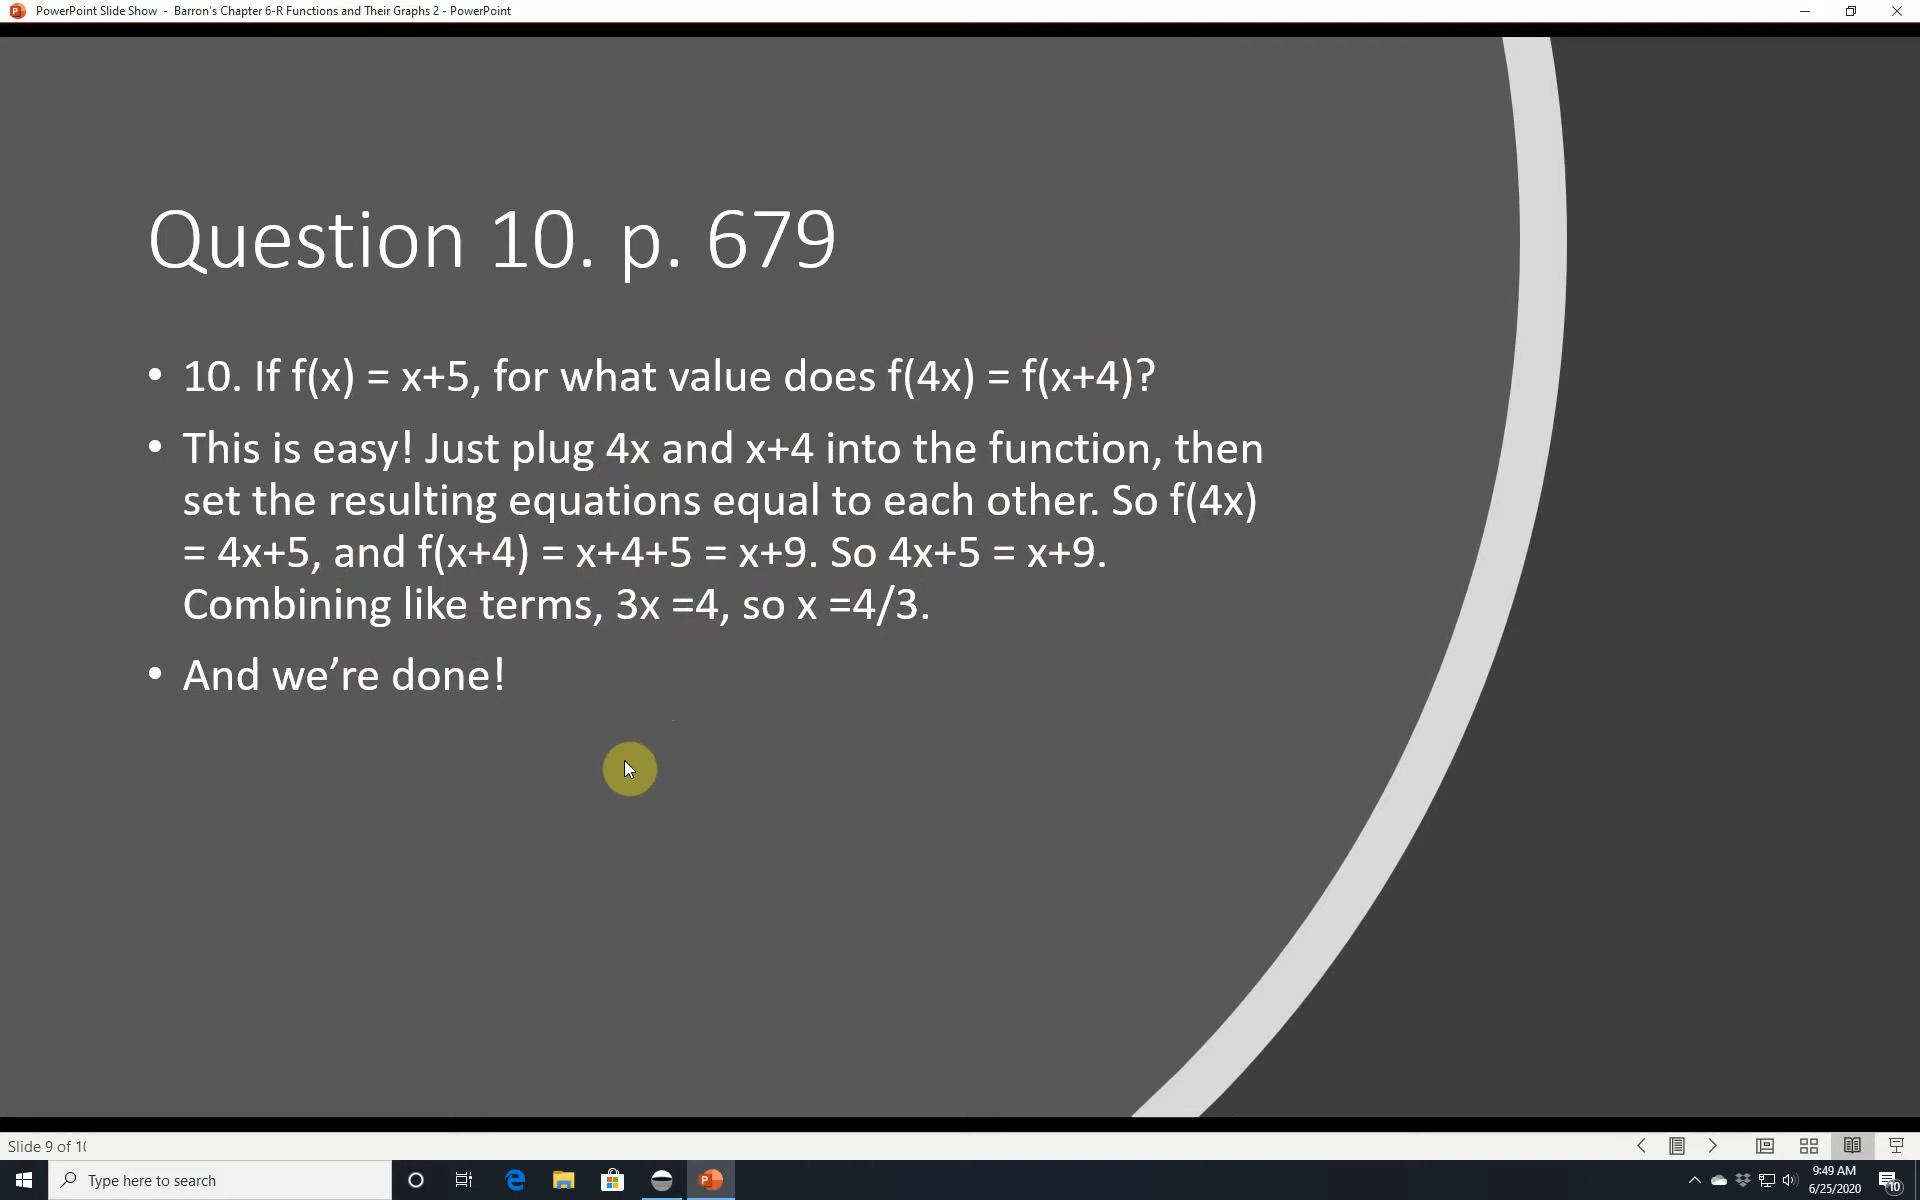 PowerPoint Slide Show - Barron's Chapter 6-R Functions and Their Graphs 2 - PowerPoint
Question 10. p. 679
• 10. If f(x) = x+5, for what value does f(4x) = f(x+4)?
• This is easy! Just plug 4x and x+4 into the function, then
set the resulting equations equal to each other. So f(4x)
= 4x+5, and f(x+4) = x+4+5 = x+9. So 4x+5 = x+9.
Combining like terms, 3x =4, so x =4/3.
• And we’re done!
Slide 9 of 10
Type here to search
9:49 AM
6/25/2020
10